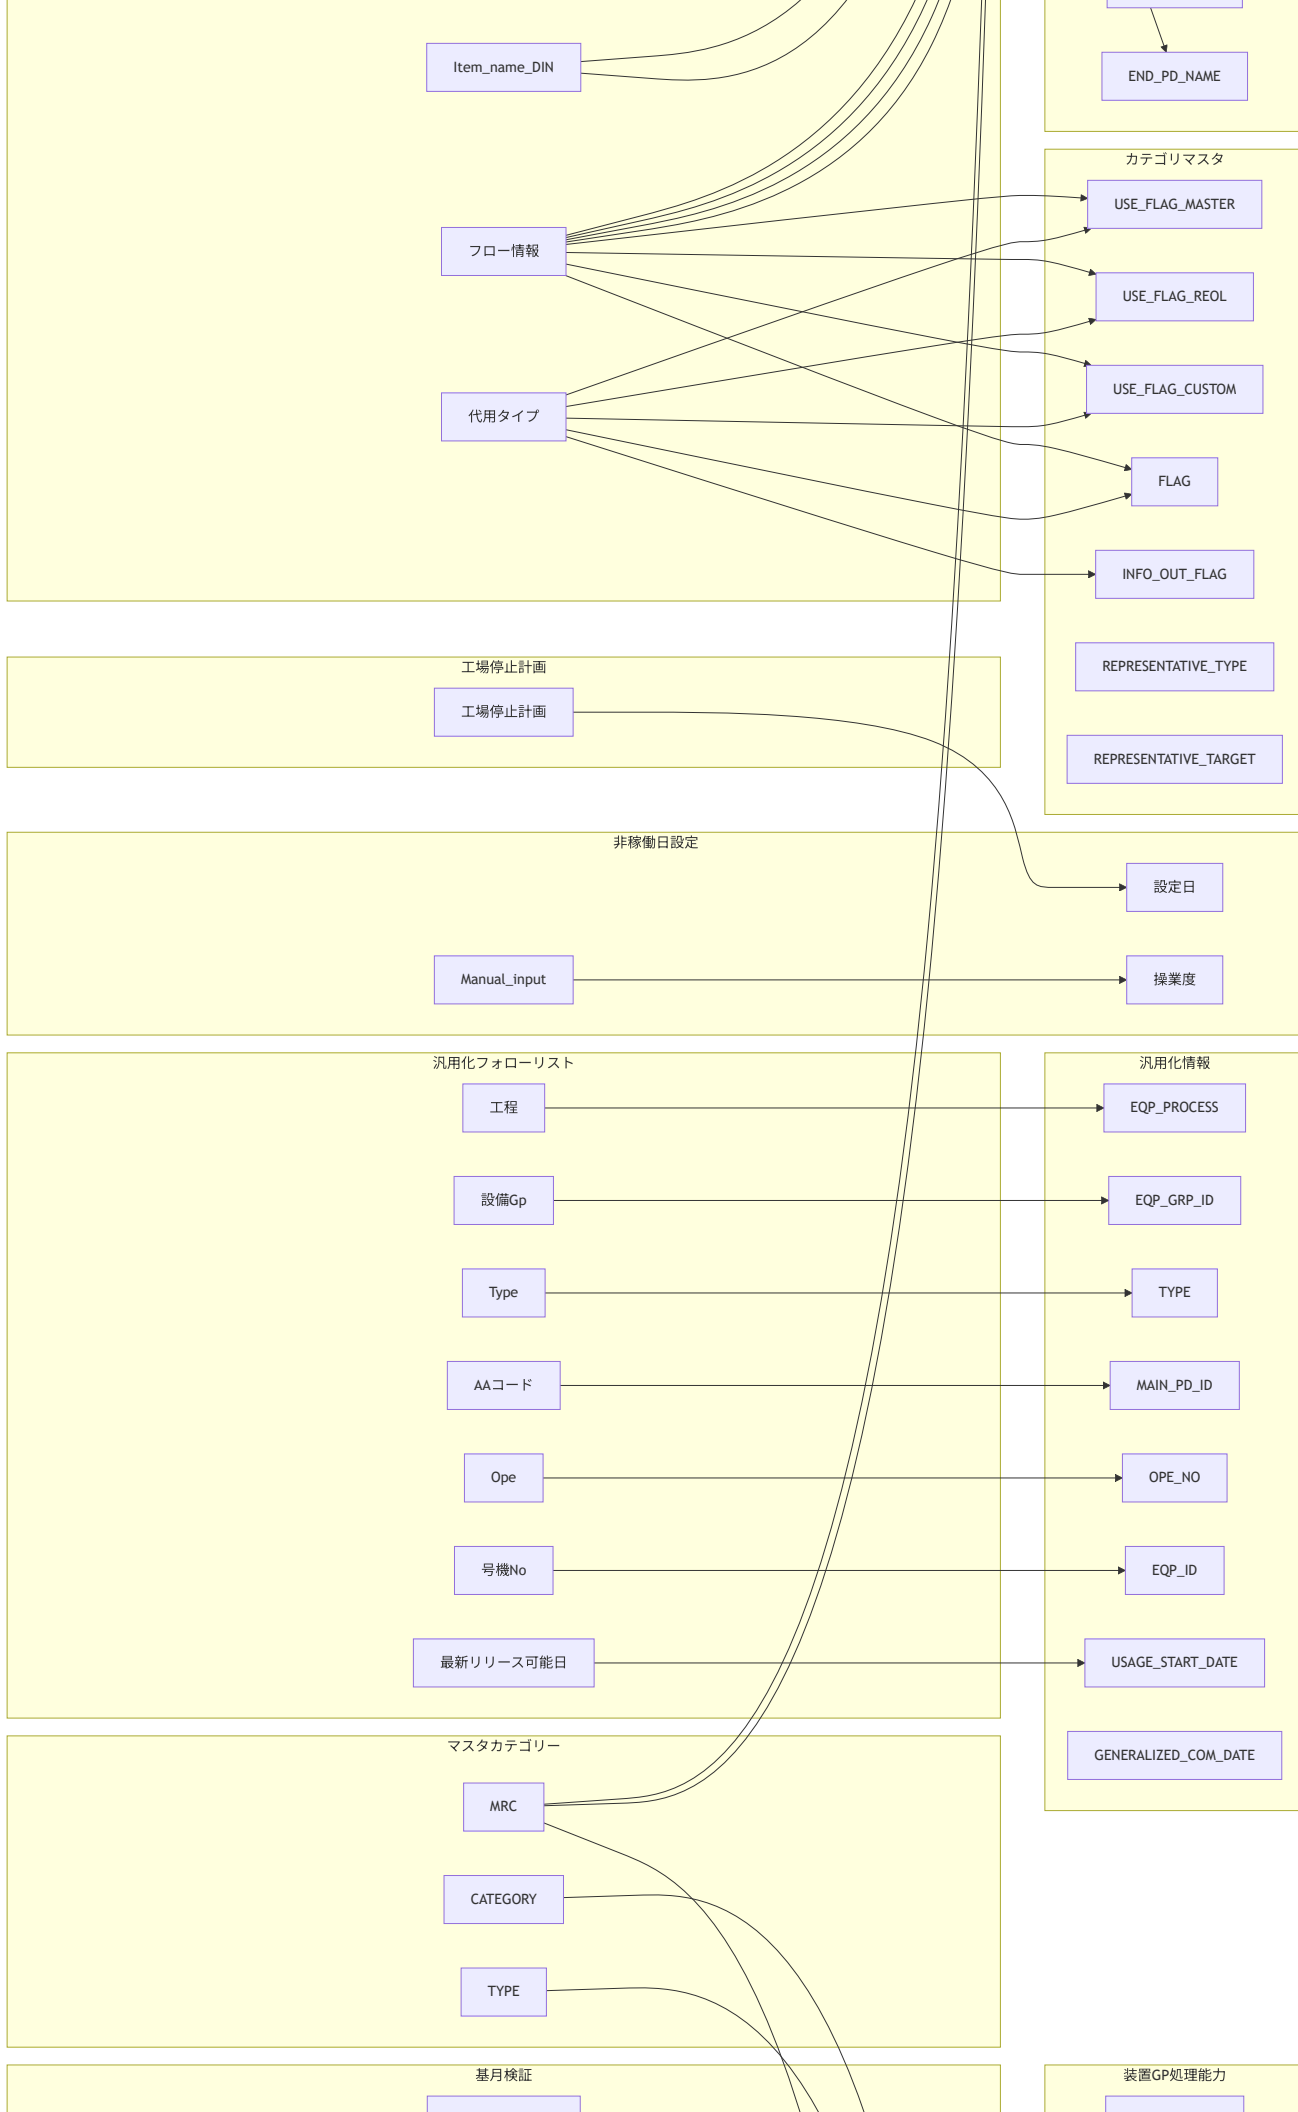 Item_name_DIN
END_PD_NAME
カテゴリマスタ
USE_FLAG_MASTER
フロー情報
USE_FLAG_REOL
USE_FLAG_CUSTOM
代用タイプ
FLAG
INFO_OUT_FLAG
REPRESENTATIVE_TYPE
REPRESENTATIVE_TARGET
工場停止計画
工場停止計画
非稼働日設定
設定日
Manual_input
操業度
汎用化フォローリスト
汎用化情報
工程
EQP_PROCESS
設備Gp
EQP_GRP_ID
Type
TYPE
AAコード
MAIN_PD_ID
Ope
OPE_NO
号機No
EQP_ID
最新リリース可能日
USAGE_START_DATE
GENERALIZED_COM_DATE
マスタカテゴリー
MRC
CATEGORY
TYPE
基月検証
装置GP処理能力